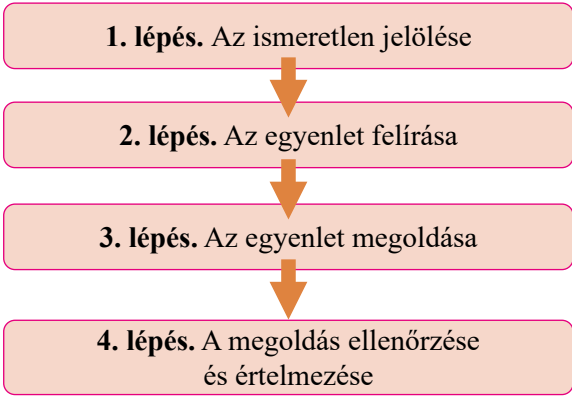 1. lépés. Az ismeretlen jelölése
2. lépés. Az egyenlet felírása
3. lépés. Az egyenlet megoldása
4. lépés. A megoldás ellenőrzése
és értelmezése